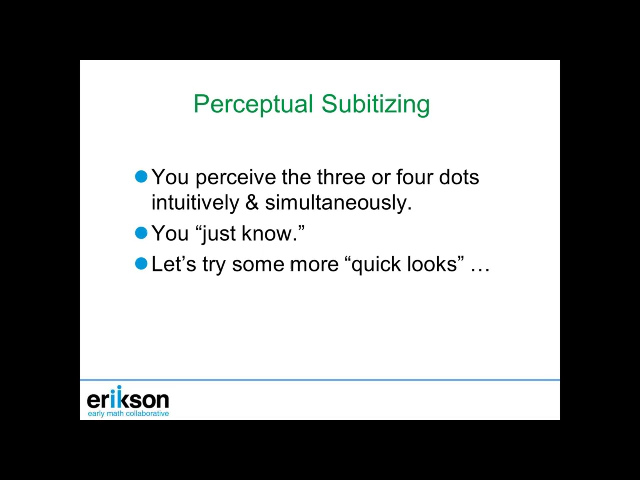 Perceptual Subitizing
You perceive the three or four dots
intuitively & simultaneously.
You “just know.”
Let’s try some more “quick looks” …
erikson
early math collaborative